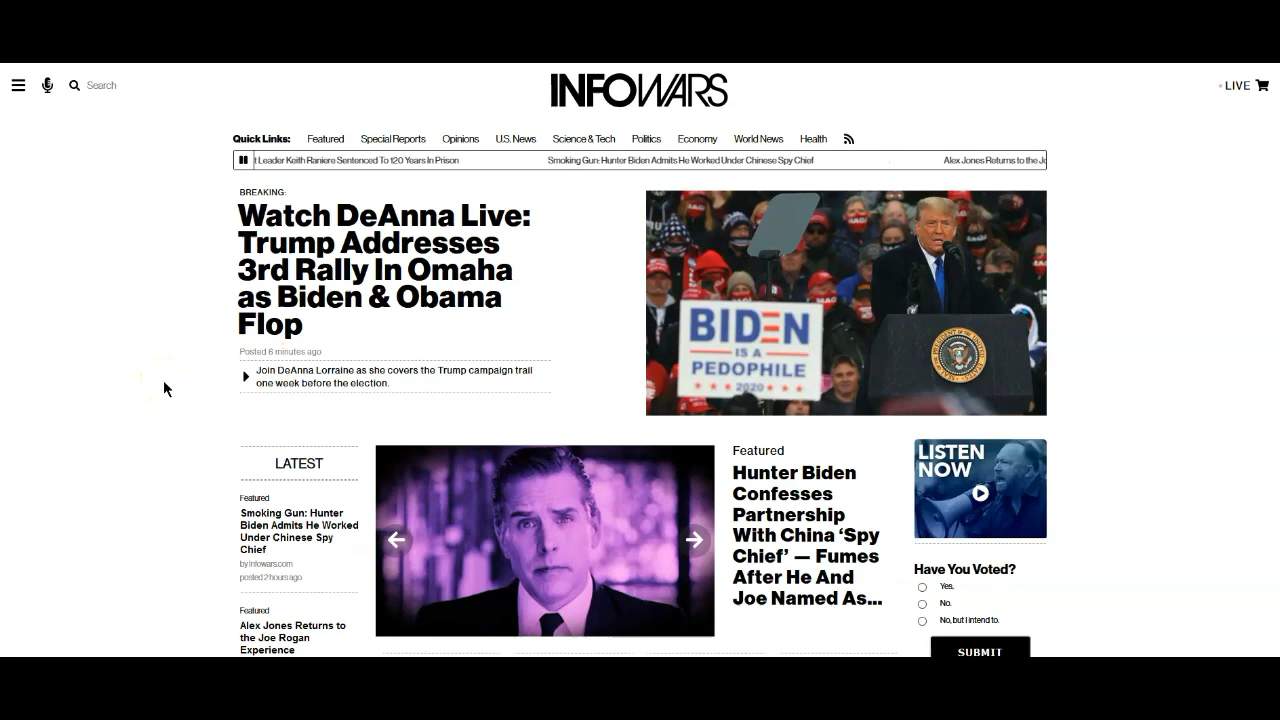 Search
INFOWARS
LIVE
Quick Links: Featured Special Reports Opinions U.S. News Science & Tech Politics Economy World News Health
t Leader Keith Raniere Sentenced To 120 Years In Prison Smoking Gun: Hunter Biden Admits He Worked Under Chinese Spy Chief Alex Jones Returns to the Jo
BREAKING:
Watch DeAnna Live:
Trump Addresses
3rd Rally In Omaha
as Biden & Obama
Flop
Posted 6 minutes ago
Join DeAnna Lorraine as she covers the Trump campaign trail
one week before the election.
BIDEN
IS A
PEDOPHILE
2020
MAGA
LATEST
Featured
Smoking Gun: Hunter
Biden Admits He Worked
Under Chinese Spy
Chief
by Infowars.com
posted 2 hours ago
Featured
Alex Jones Returns to
the Joe Rogan
Experience
Featured
Hunter Biden
Confesses
Partnership
With China ‘Spy
Chief’ — Fumes
After He And
Joe Named As...
LISTEN
NOW
Have You Voted?
Yes.
No.
No, but I intend to.
SUBMIT